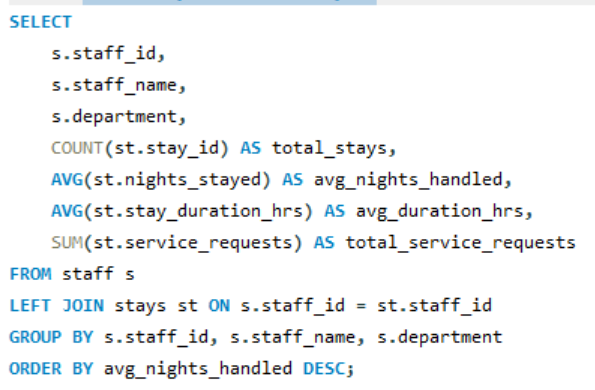 SELECT
s.staff_id,
s.staff_name,
s.department,
COUNT(st.stay_id) AS total_stays,
AVG(st.nights_stayed) AS avg_nights_handled,
AVG(st.stay_duration_hrs) AS avg_duration_hrs,
SUM(st.service_requests) AS total_service_requests
FROM staff s
LEFT JOIN stays st ON s.staff_id = st.staff_id
GROUP BY s.staff_id, s.staff_name, s.department
ORDER BY avg_nights_handled DESC;